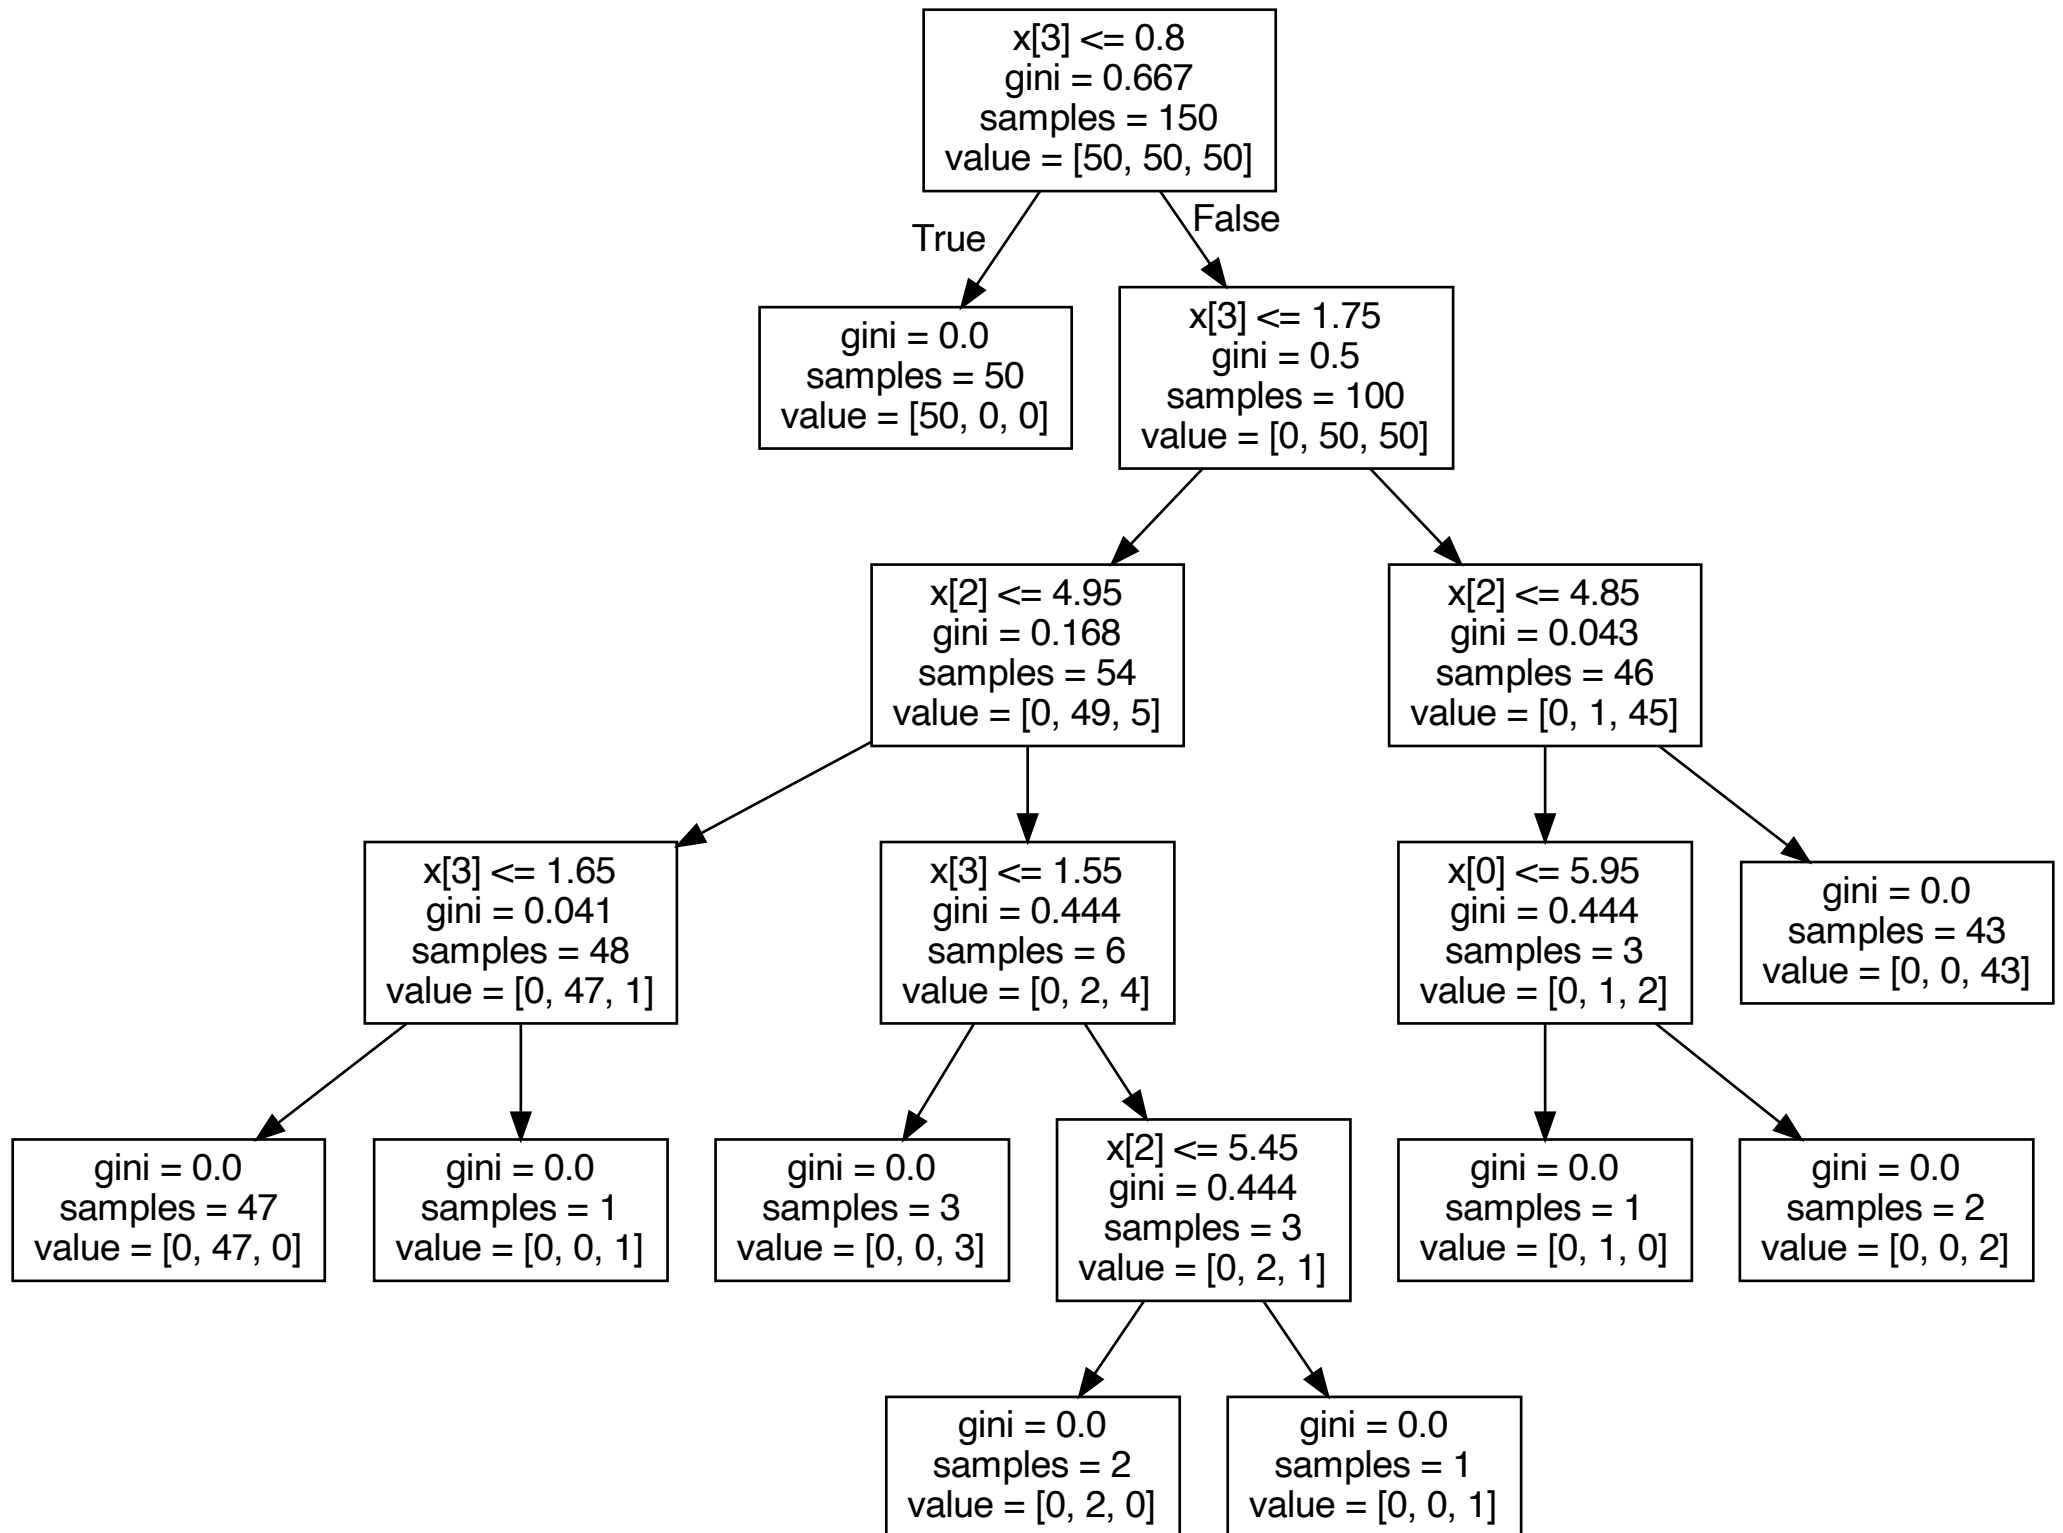 x[3] <= 0.8
gini = 0.667
samples = 150
value = [50, 50, 50]
True
False
gini = 0.0
samples = 50
value = [50, 0, 0]
x[3] <= 1.75
gini = 0.5
samples = 100
value = [0, 50, 50]
x[2] <= 4.95
gini = 0.168
samples = 54
value = [0, 49, 5]
x[2] <= 4.85
gini = 0.043
samples = 46
value = [0, 1, 45]
x[3] <= 1.65
gini = 0.041
samples = 48
value = [0, 47, 1]
x[3] <= 1.55
gini = 0.444
samples = 6
value = [0, 2, 4]
x[0] <= 5.95
gini = 0.444
samples = 3
value = [0, 1, 2]
gini = 0.0
samples = 43
value = [0, 0, 43]
gini = 0.0
samples = 47
value = [0, 47, 0]
gini = 0.0
samples = 1
value = [0, 0, 1]
gini = 0.0
samples = 3
value = [0, 0, 3]
x[2] <= 5.45
gini = 0.444
samples = 3
value = [0, 2, 1]
gini = 0.0
samples = 1
value = [0, 1, 0]
gini = 0.0
samples = 2
value = [0, 0, 2]
gini = 0.0
samples = 2
value = [0, 2, 0]
gini = 0.0
samples = 1
value = [0, 0, 1]